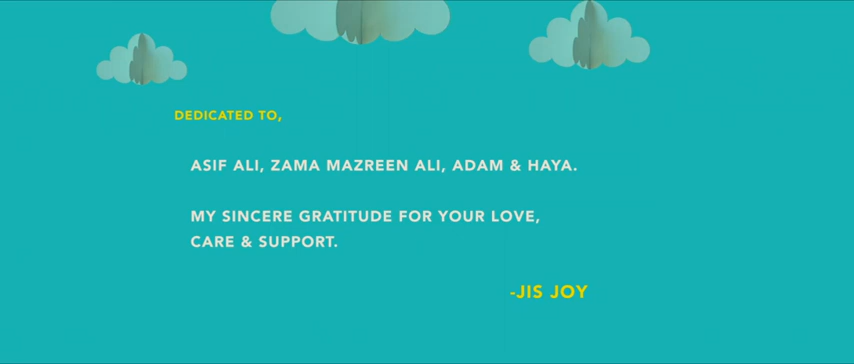 DEDICATED TO,
ASIF ALI, ZAMA MAZREEN ALI, ADAM & HAYA.
MY SINCERE GRATITUDE FOR YOUR LOVE,
CARE & SUPPORT.
-JIS JOY